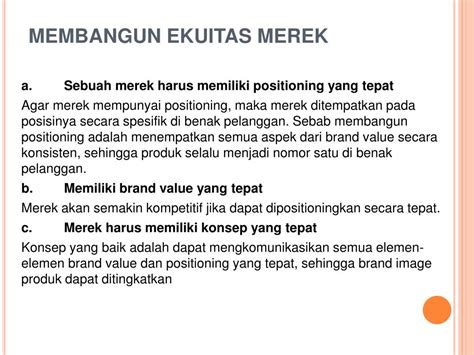 MEMBANGUN EKUITAS MEREK
a. Sebuah merek harus memiliki positioning yang tepat
Agar merek mempunyai positioning, maka merek ditempatkan pada
posisinya secara spesifik di benak pelanggan. Sebab membangun
positioning adalah menempatkan semua aspek dari brand value secara
konsisten, sehingga produk selalu menjadi nomor satu di benak
pelanggan.
b. Memiliki brand value yang tepat
Merek akan semakin kompetitif jika dapat dipositioningkan secara tepat.
c. Merek harus memiliki konsep yang tepat
Konsep yang baik adalah dapat mengkomunikasikan semua elemen-
elemen brand value dan positioning yang tepat, sehingga brand image
produk dapat ditingkatkan